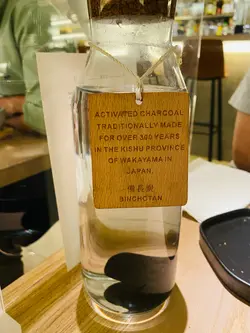 ACTIVATED CHARCOAL
TRADITIONALLY MADE
FOR OVER 300 YEARS
IN THE KISHU PROVINCE
OF WAKAYAMA IN
JAPAN.
備長炭
BINCHOTAN